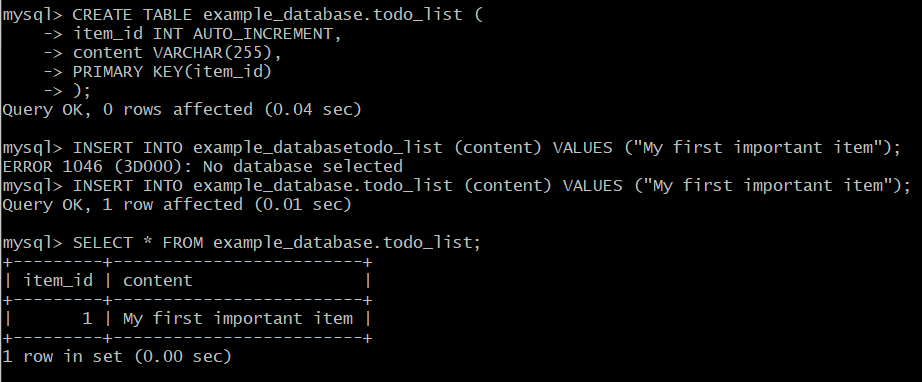 mysql> CREATE TABLE example_database.todo_list (
    -> item_id INT AUTO_INCREMENT,
    -> content VARCHAR(255),
    -> PRIMARY KEY(item_id)
    -> );
Query OK, 0 rows affected (0.04 sec)

mysql> INSERT INTO example_databasetodo_list (content) VALUES ("My first important item");
ERROR 1046 (3D000): No database selected
mysql> INSERT INTO example_database.todo_list (content) VALUES ("My first important item");
Query OK, 1 row affected (0.01 sec)

mysql> SELECT * FROM example_database.todo_list;
+---------+-------------------------+
| item_id | content                 |
+---------+-------------------------+
|       1 | My first important item |
+---------+-------------------------+
1 row in set (0.00 sec)